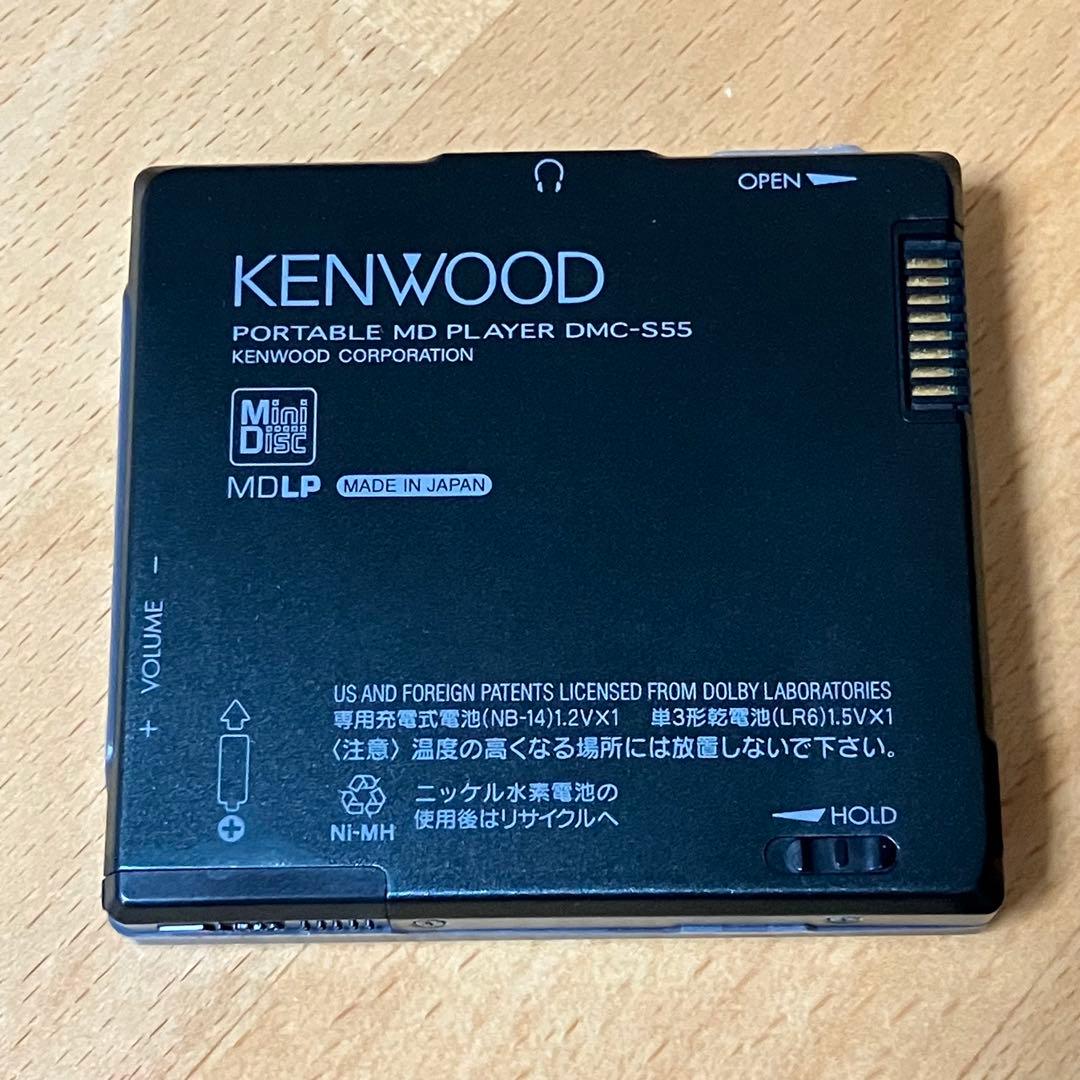 OPEN
KENWOOD
PORTABLE MD PLAYER DMC-S55
KENWOOD CORPORATION
Mini
Disc
MDLP
MADE IN JAPAN
+ VOLUME −
US AND FOREIGN PATENTS LICENSED FROM DOLBY LABORATORIES
専用充電式電池(NB-14)1.2V×1 単3形乾電池(LR6)1.5V×1
〈注意〉温度の高くなる場所には放置しないで下さい。
Ni-MH
ニッケル水素電池の
使用後はリサイクルへ
HOLD